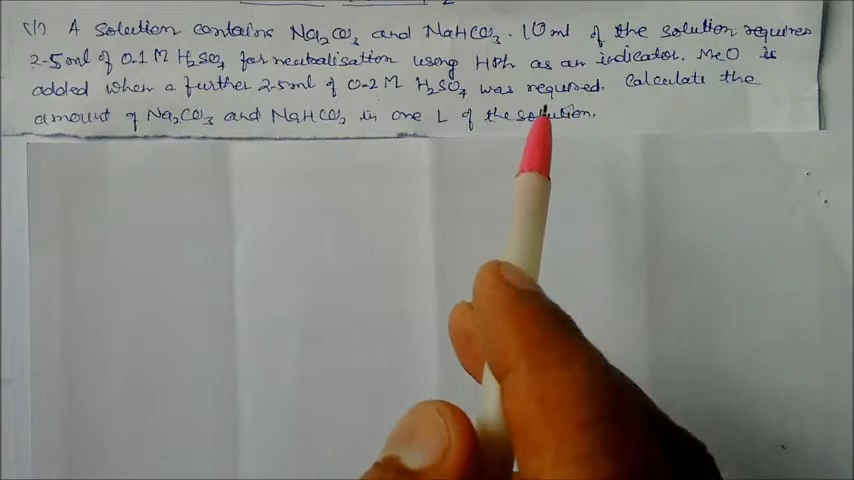 (1) A solution contains Na2CO3 and NaHCO3. 10ml of the solution requires
2.5ml of 0.1 M H2SO4 for neutralisation using HPh as an indicator. MeO is
added when a further 2.5ml of 0.2 M H2SO4 was required. Calculate the
amount of Na2CO3 and NaHCO3 in one L of the solution.